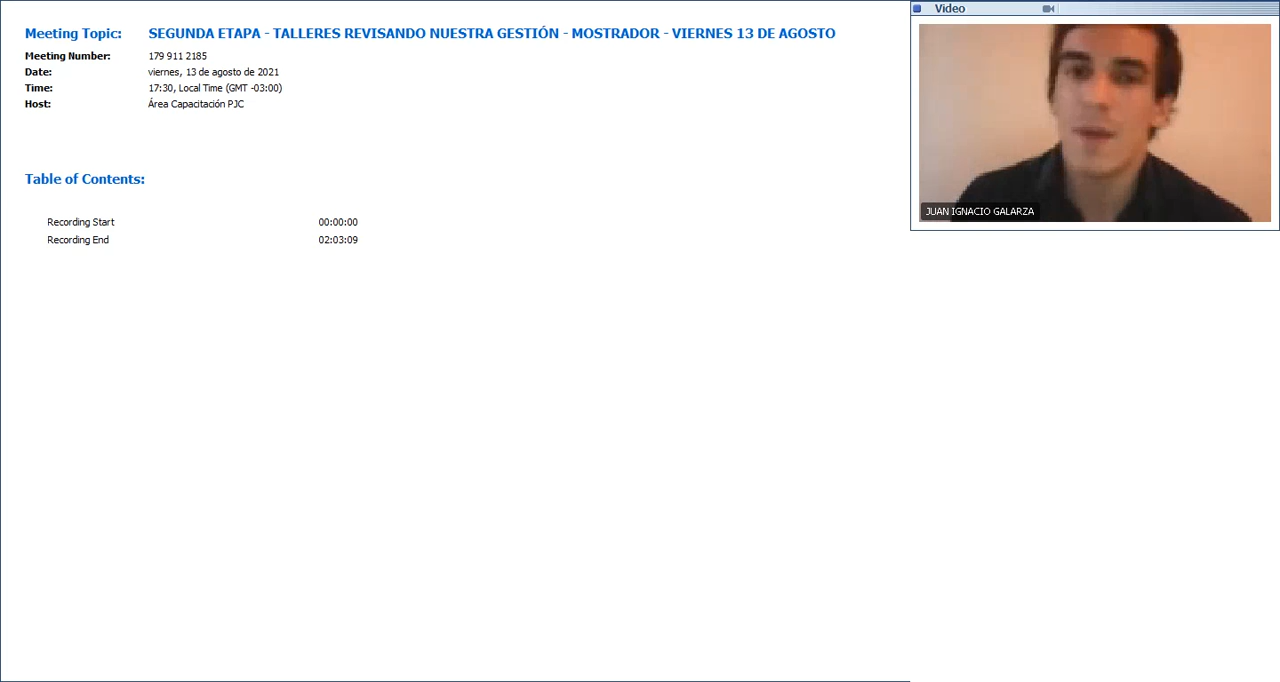 Meeting Topic: SEGUNDA ETAPA - TALLERES REVISANDO NUESTRA GESTIÓN - MOSTRADOR - VIERNES 13 DE AGOSTO
Meeting Number: 179 911 2185
Date: viernes, 13 de agosto de 2021
Time: 17:30, Local Time (GMT -03:00)
Host: Área Capacitación PJC
Table of Contents:
Recording Start 00:00:00
Recording End 02:03:09
Video
JUAN IGNACIO GALARZA